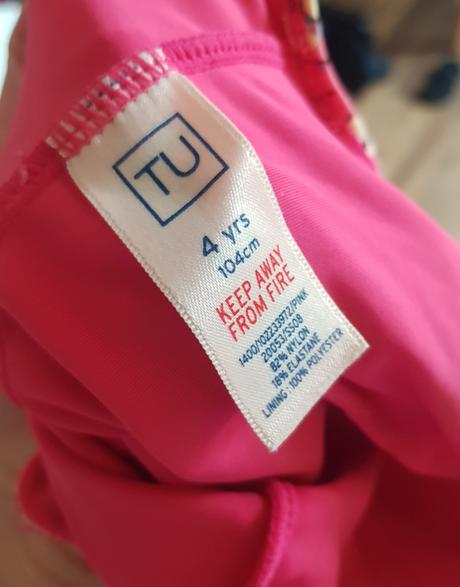 TU
4 yrs
104cm
KEEP AWAY
FROM FIRE
1400/102239172/PINK
20053/SS08
82% NYLON
18% ELASTANE
LINING 100% POLYESTER